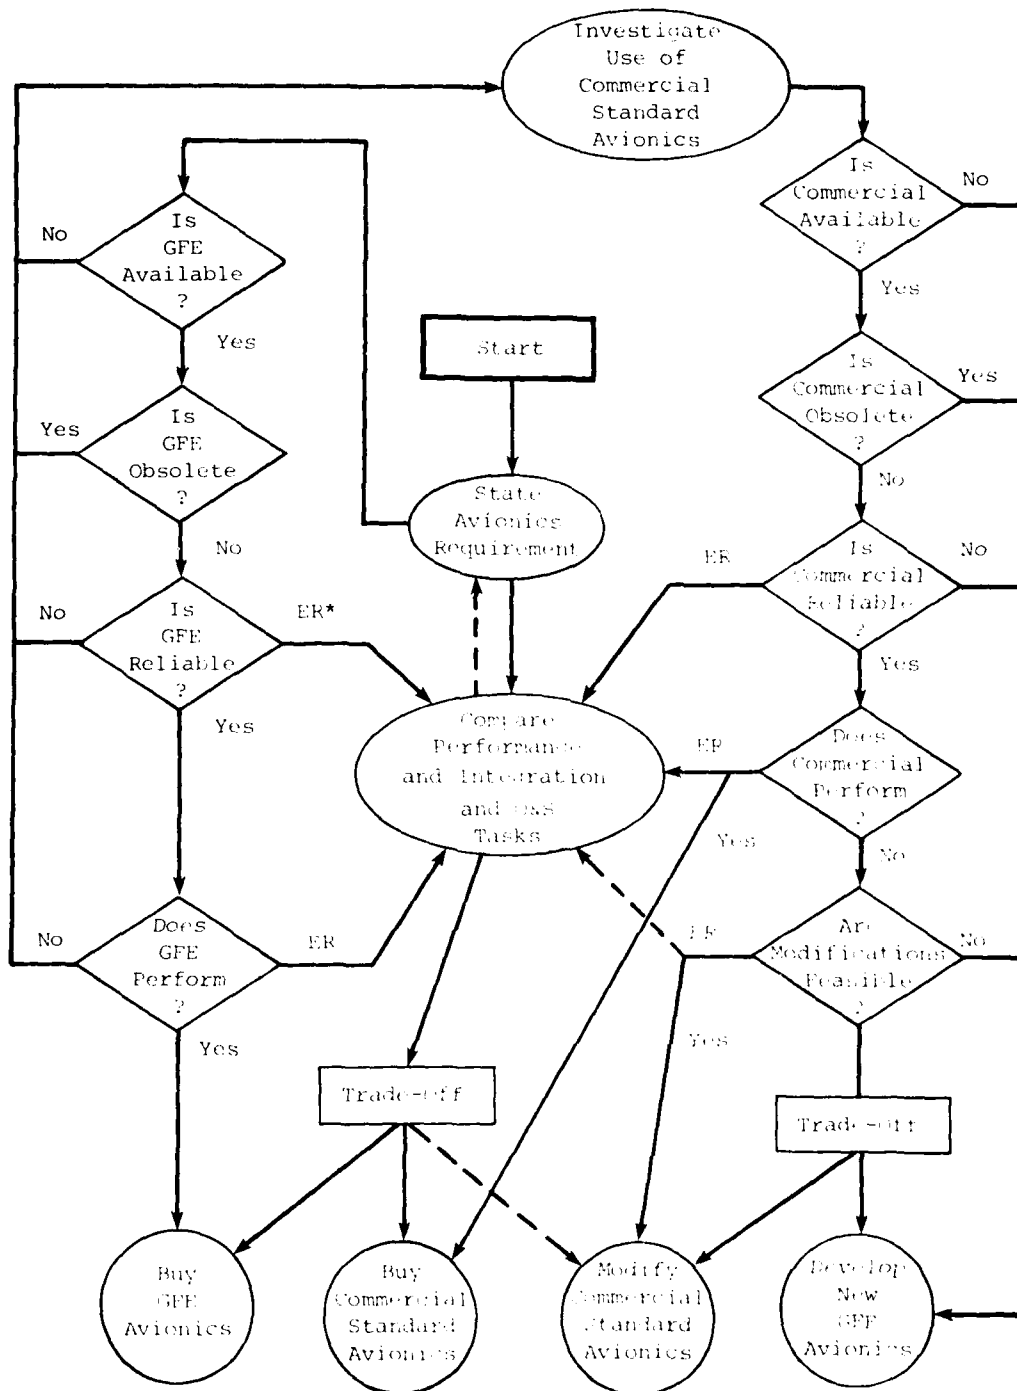 Investigate
Use of
Commercial
Standard
Avionics
Is
Commercial
Available
?
No
Yes
Is
GFE
Available
?
No
Yes
Start
Is
Commercial
Obsolete
?
Yes
No
Is
GFE
Obsolete
?
Yes
No
State
Avionics
Requirement
Is
Commercial
Reliable
?
ER
No
Yes
Is
GFE
Reliable
?
No
ER*
Yes
Compare
Performance
and Integration
and O&S
Tasks
Does
Commercial
Perform
?
ER
Yes
No
Does
GFE
Perform
?
No
ER
Yes
Are
Modifications
Feasible
?
ER
No
Yes
Trade-Off
Trade-Off
Buy
GFE
Avionics
Buy
Commercial
Standard
Avionics
Modify
Commercial
Standard
Avionics
Develop
New
GFE
Avionics